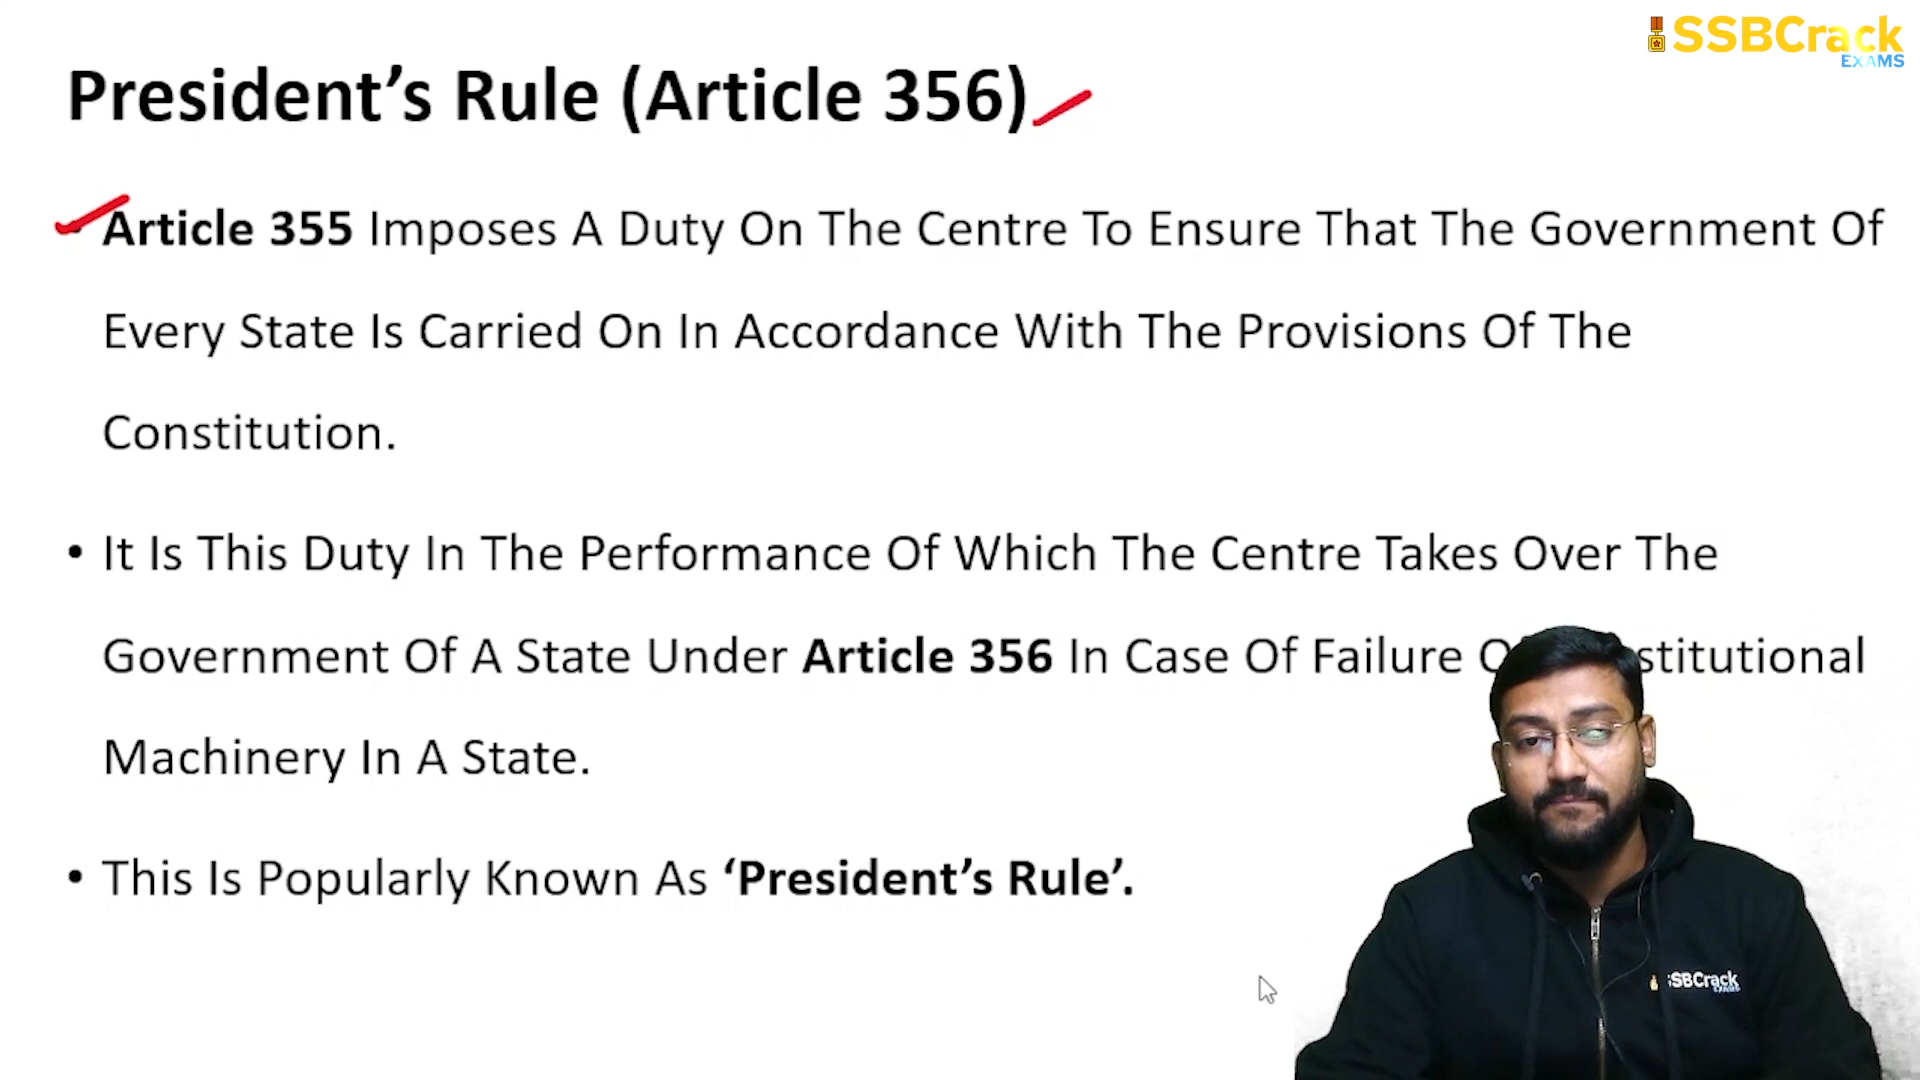 SSBCrack
EXAMS
President’s Rule (Article 356)
• Article 355 Imposes A Duty On The Centre To Ensure That The Government Of
Every State Is Carried On In Accordance With The Provisions Of The
Constitution.
• It Is This Duty In The Performance Of Which The Centre Takes Over The
Government Of A State Under Article 356 In Case Of Failure
Machinery In A State.
• This Is Popularly Known As ‘President’s Rule’.
SSBCrack
EXAMS